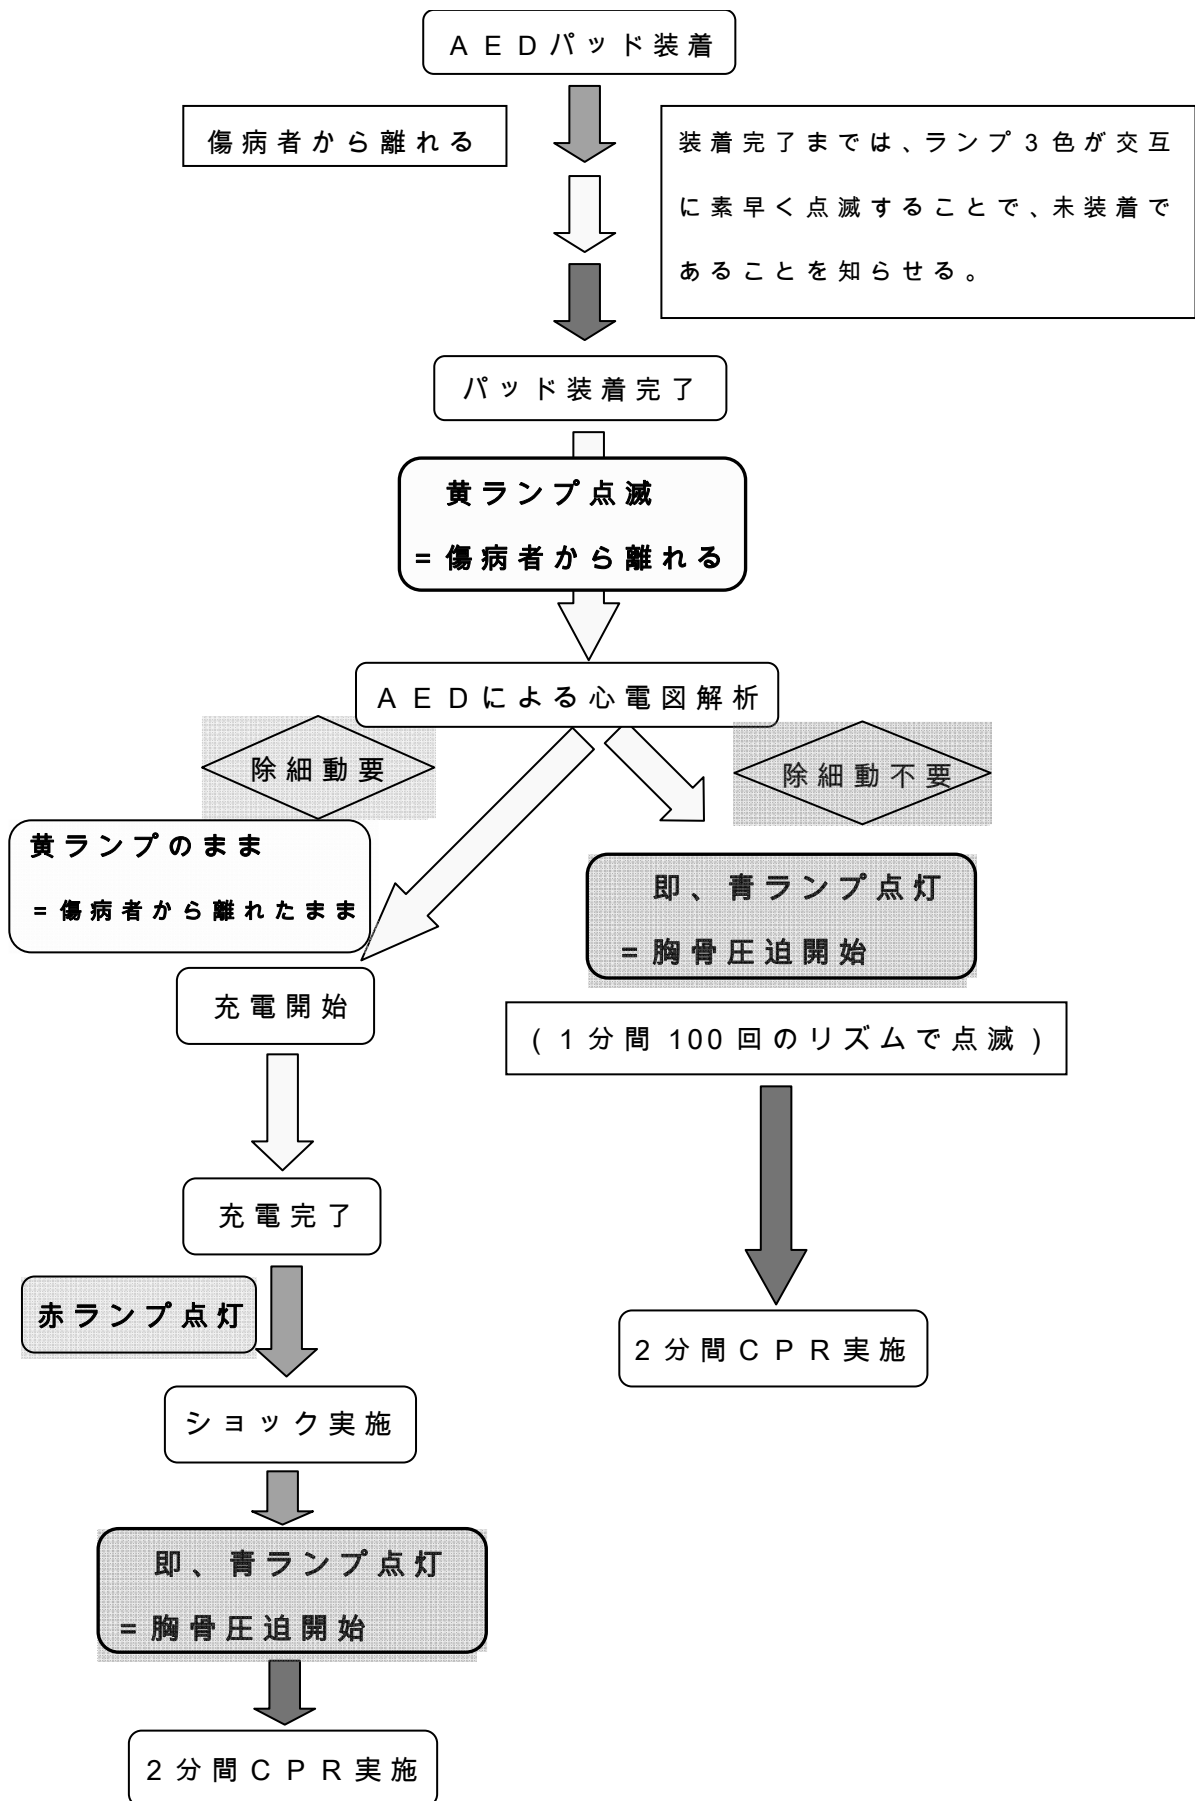 AEDパッド装着
傷病者から離れる
装着完了までは、ランプ3色が交互
に素早く点滅することで、未装着で
あることを知らせる。
パッド装着完了
黄ランプ点滅
=傷病者から離れる
AEDによる心電図解析
除細動要
除細動不要
黄ランプのまま
=傷病者から離れたまま
即、青ランプ点灯
=胸骨圧迫開始
充電開始
(1分間100回のリズムで点滅)
充電完了
赤ランプ点灯
2分間CPR実施
ショック実施
即、青ランプ点灯
=胸骨圧迫開始
2分間CPR実施